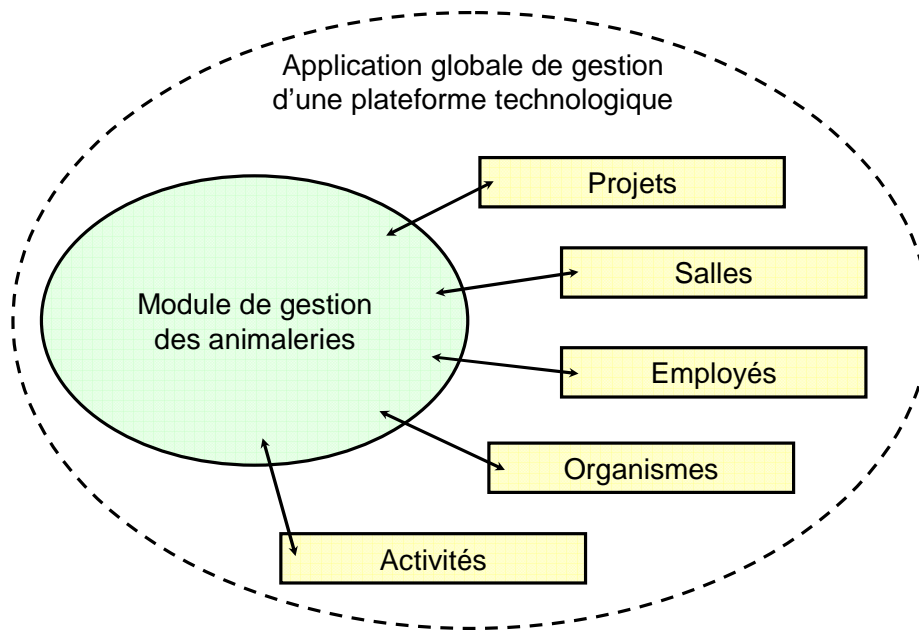 Application globale de gestion
d'une plateforme technologique
Projets
Salles
Module de gestion
des animaleries
Employés
Organismes
Activités